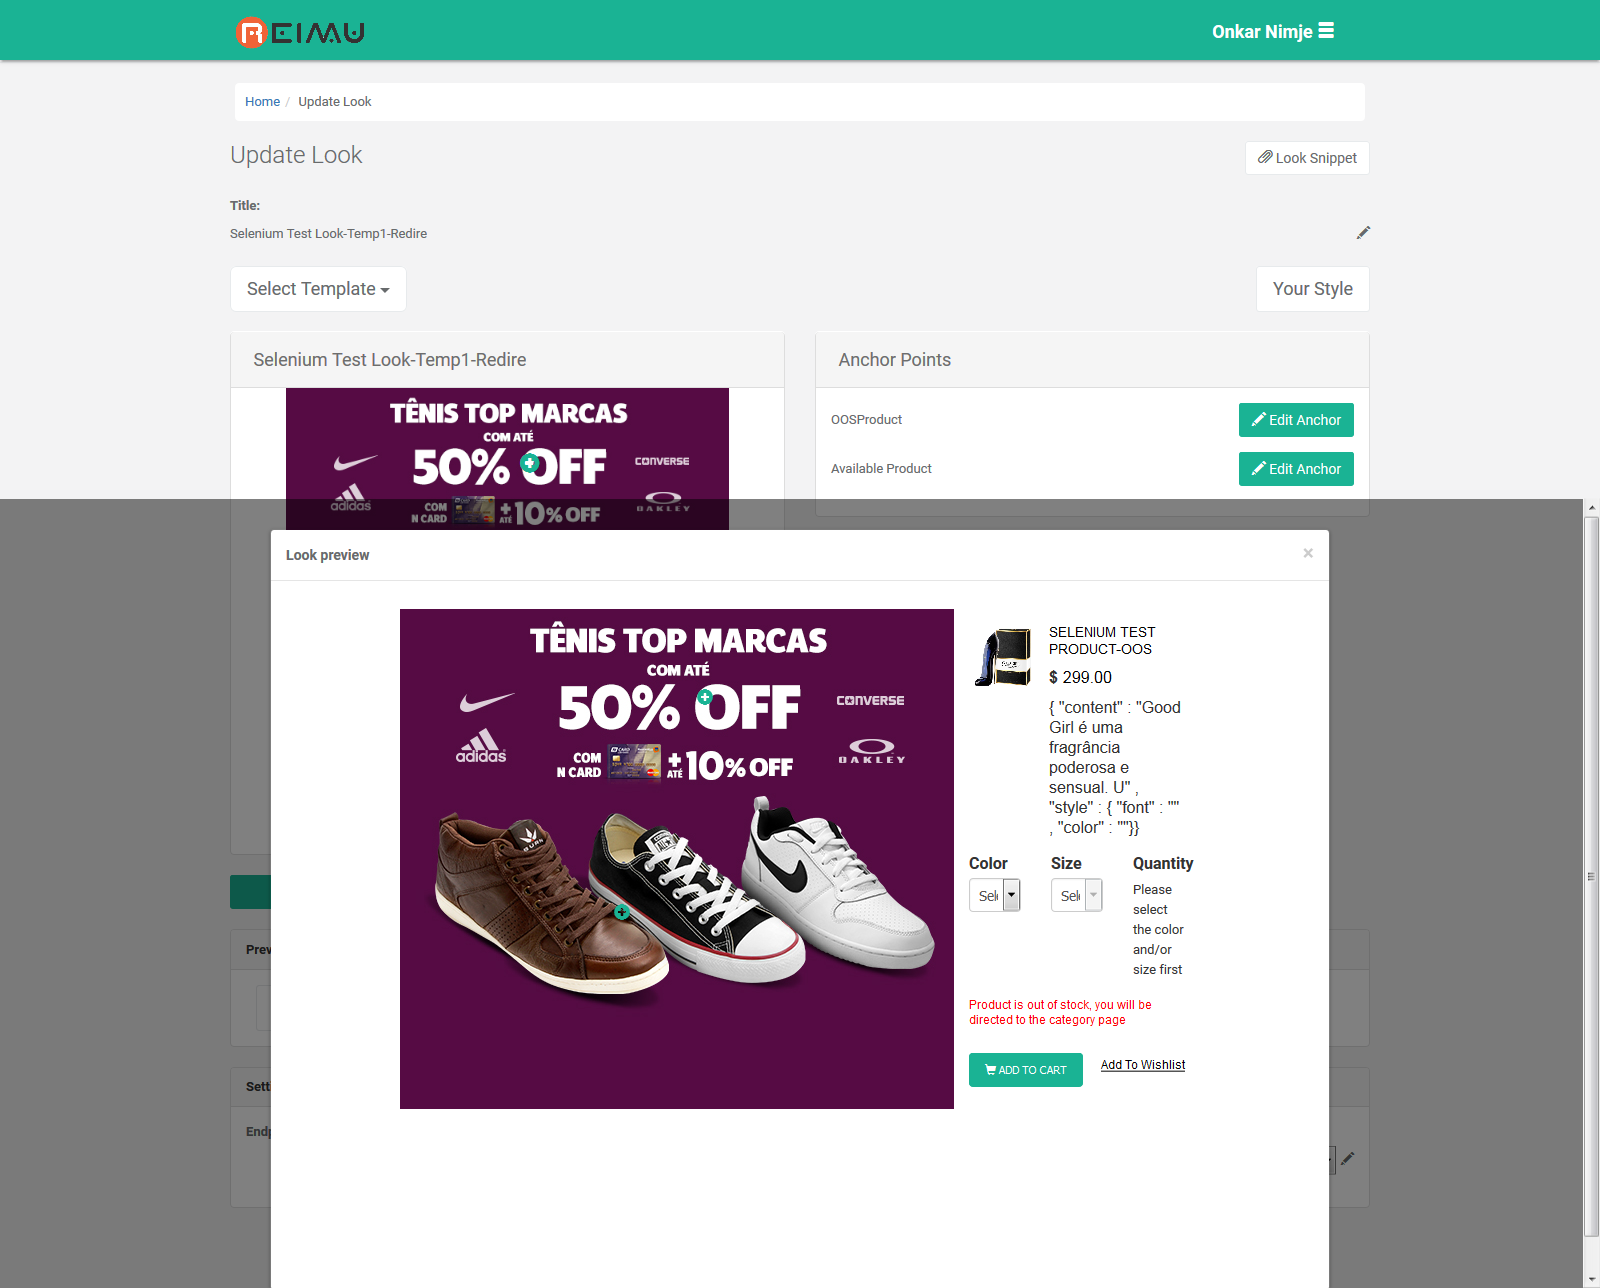 REIMU
Onkar Nimje
Home / Update Look
Update Look
Look Snippet
Title:
Selenium Test Look-Temp1-Redire
Select Template
Your Style
Selenium Test Look-Temp1-Redire
TÊNIS TOP MARCAS
COM ATÉ
50% OFF
CONVERSE
adidas
COM
N CARD
+
ATÉ
10% OFF
OAKLEY
Anchor Points
OOSProduct
Edit Anchor
Available Product
Edit Anchor
Look preview
×
TÊNIS TOP MARCAS
COM ATÉ
50% OFF
CONVERSE
adidas
COM
N CARD
+
ATÉ
10% OFF
OAKLEY
BURN
SELENIUM TEST
PRODUCT-OOS
$ 299.00
{ "content" : "Good
Girl é uma
fragrância
poderosa e
sensual. U" ,
"style" : { "font" : ""
, "color" : ""}}
Color
Size
Quantity
Sel
Sel
Please
select
the color
and/or
size first
Product is out of stock, you will be
directed to the category page
ADD TO CART
Add To Wishlist
Prev
Sett
Endp